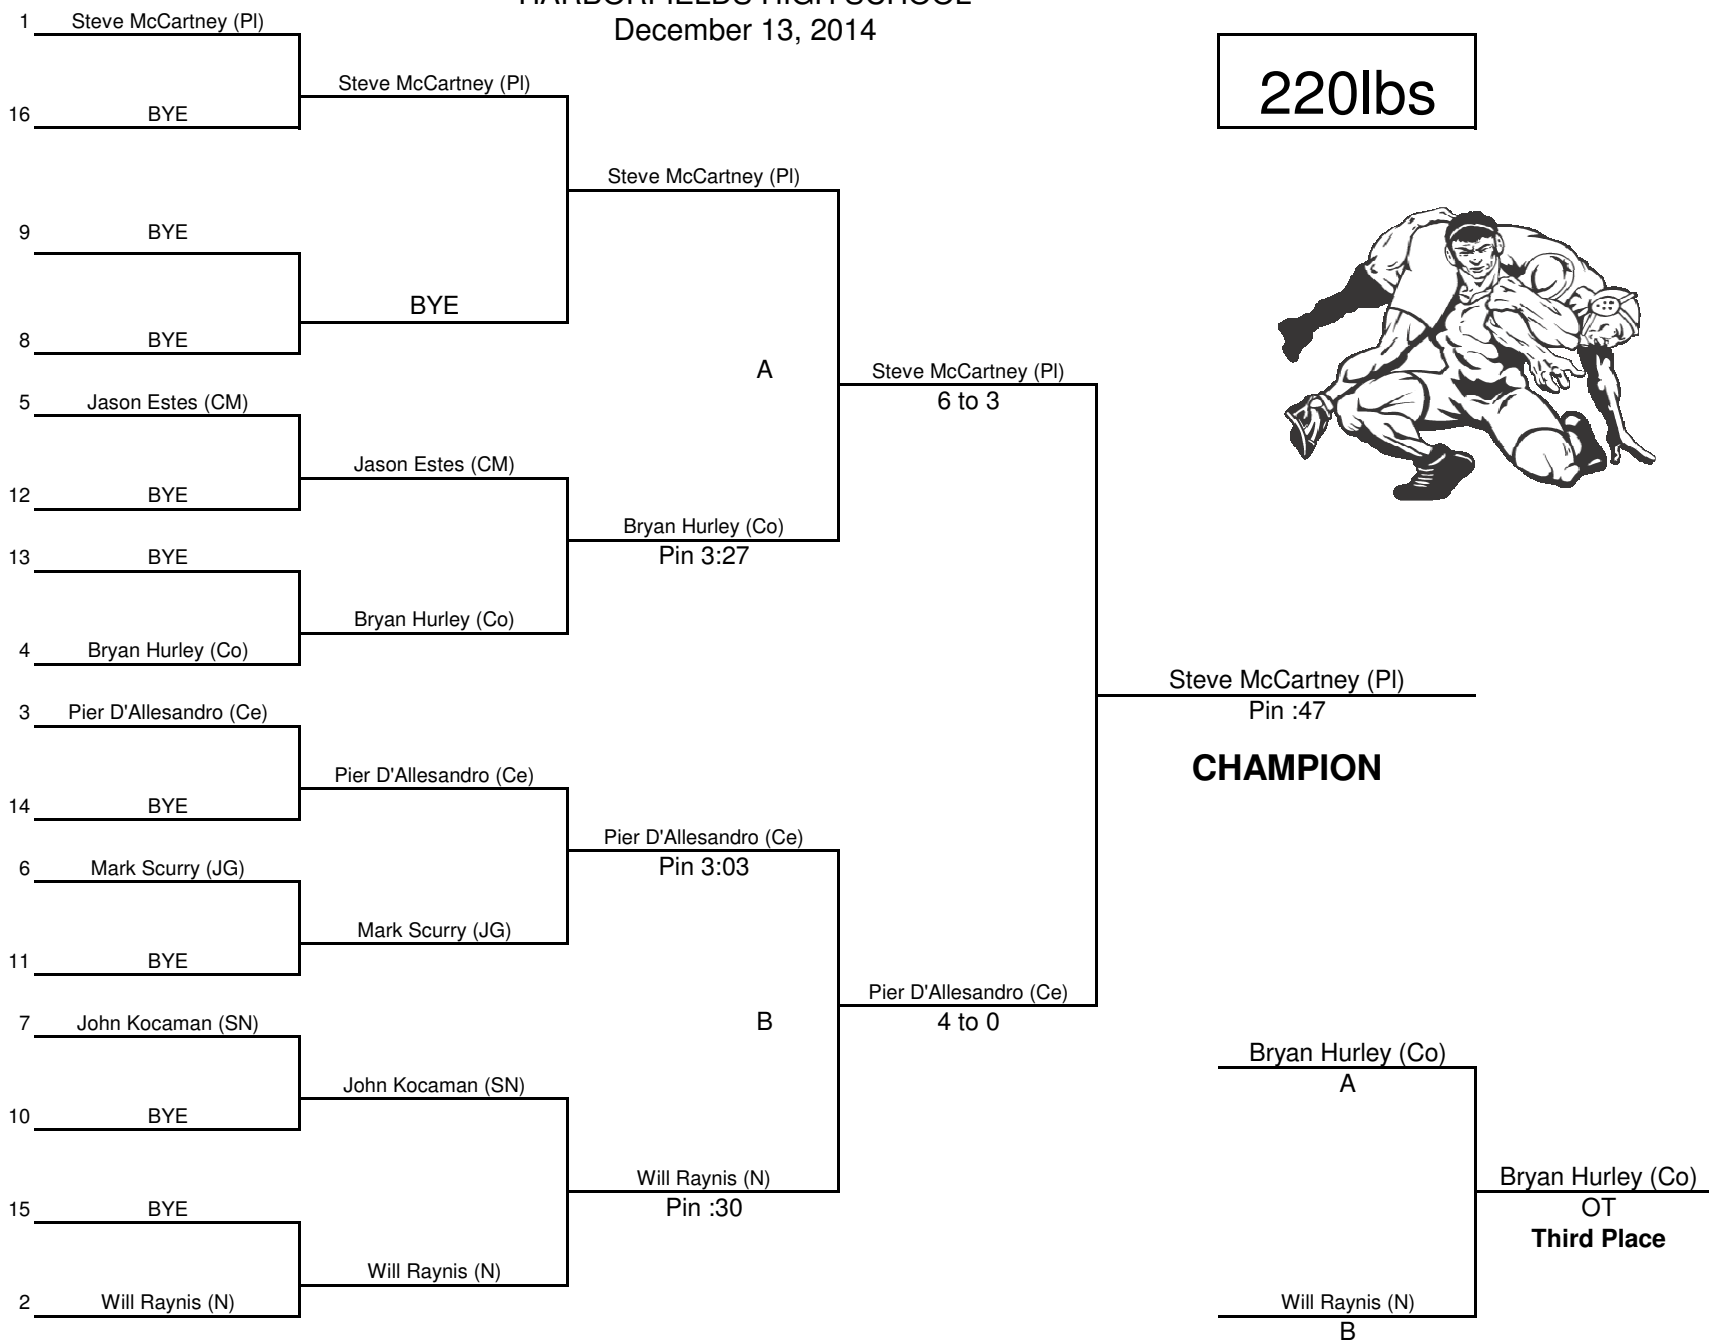 HARBORFIELDS HIGH SCHOOL
December 13, 2014
220lbs
1 Steve McCartney (Pl)
Steve McCartney (Pl)
16 BYE
Steve McCartney (Pl)
9 BYE
BYE
8 BYE
A
Steve McCartney (Pl)
6 to 3
5 Jason Estes (CM)
Jason Estes (CM)
12 BYE
Bryan Hurley (Co)
Pin 3:27
13 BYE
Bryan Hurley (Co)
4 Bryan Hurley (Co)
Steve McCartney (Pl)
Pin :47
CHAMPION
3 Pier D'Allesandro (Ce)
Pier D'Allesandro (Ce)
14 BYE
Pier D'Allesandro (Ce)
Pin 3:03
6 Mark Scurry (JG)
Mark Scurry (JG)
11 BYE
B
Pier D'Allesandro (Ce)
4 to 0
7 John Kocaman (SN)
John Kocaman (SN)
10 BYE
Will Raynis (N)
Pin :30
15 BYE
Will Raynis (N)
2 Will Raynis (N)
Bryan Hurley (Co)
A
Bryan Hurley (Co)
OT
Third Place
Will Raynis (N)
B